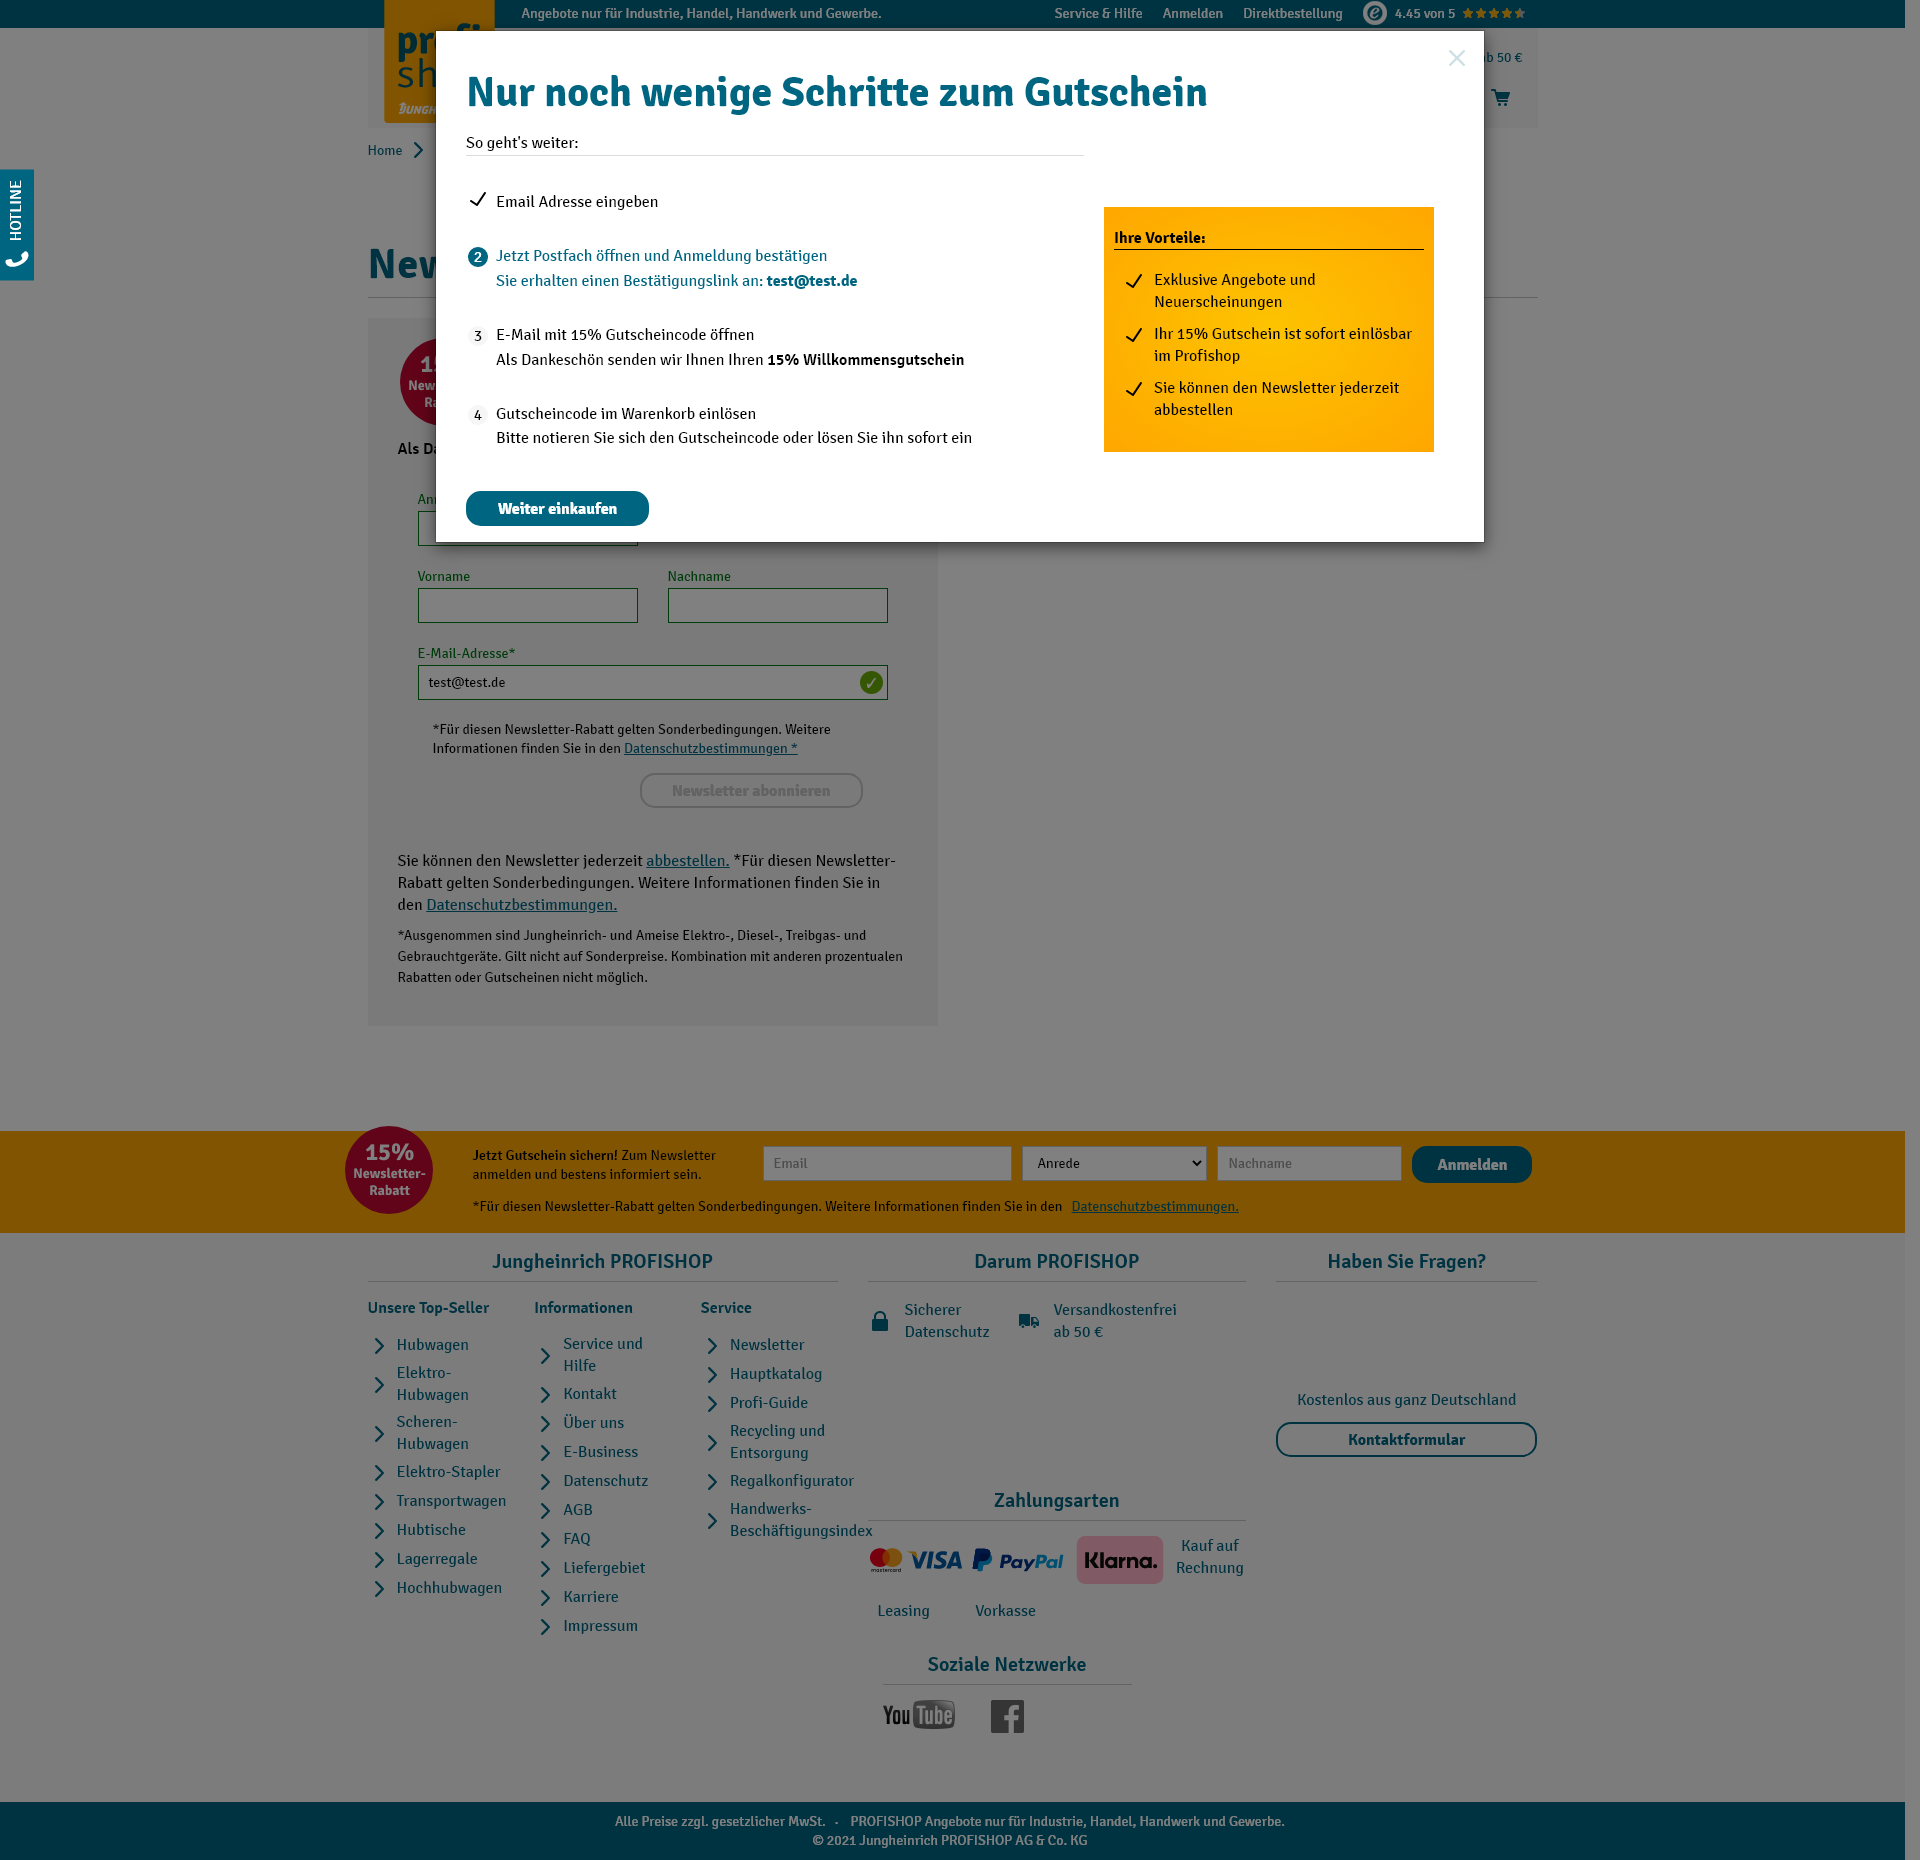 Angebote nur für Industrie, Handel, Handwerk und Gewerbe.
Service & Hilfe
Anmelden
Direktbestellung
4.45 von 5
ab 50 €
Home
HOTLINE
Nur noch wenige Schritte zum Gutschein
So geht's weiter:
Email Adresse eingeben
2 Jetzt Postfach öffnen und Anmeldung bestätigen
Sie erhalten einen Bestätigungslink an: test@test.de
3 E-Mail mit 15% Gutscheincode öffnen
Als Dankeschön senden wir Ihnen Ihren 15% Willkommensgutschein
4 Gutscheincode im Warenkorb einlösen
Bitte notieren Sie sich den Gutscheincode oder lösen Sie ihn sofort ein
Weiter einkaufen
Ihre Vorteile:
Exklusive Angebote und
Neuerscheinungen
Ihr 15% Gutschein ist sofort einlösbar
im Profishop
Sie können den Newsletter jederzeit
abbestellen
Als
Vorname
Nachname
E-Mail-Adresse*
test@test.de
*Für diesen Newsletter-Rabatt gelten Sonderbedingungen. Weitere
Informationen finden Sie in den Datenschutzbestimmungen *
Newsletter abonnieren
Sie können den Newsletter jederzeit abbestellen. *Für diesen Newsletter-
Rabatt gelten Sonderbedingungen. Weitere Informationen finden Sie in
den Datenschutzbestimmungen.
*Ausgenommen sind Jungheinrich- und Ameise Elektro-, Diesel-, Treibgas- und
Gebrauchtgeräte. Gilt nicht auf Sonderpreise. Kombination mit anderen prozentualen
Rabatten oder Gutscheinen nicht möglich.
15%
Newsletter-
Rabatt
Jetzt Gutschein sichern! Zum Newsletter
anmelden und bestens informiert sein.
Email
Anrede
Nachname
Anmelden
*Für diesen Newsletter-Rabatt gelten Sonderbedingungen. Weitere Informationen finden Sie in den Datenschutzbestimmungen.
Jungheinrich PROFISHOP
Unsere Top-Seller
Hubwagen
Elektro-
Hubwagen
Scheren-
Hubwagen
Elektro-Stapler
Transportwagen
Hubtische
Lagerregale
Hochhubwagen
Informationen
Service und
Hilfe
Kontakt
Über uns
E-Business
Datenschutz
AGB
FAQ
Liefergebiet
Karriere
Impressum
Service
Newsletter
Hauptkatalog
Profi-Guide
Recycling und
Entsorgung
Regalkonfigurator
Handwerks-
Beschäftigungsindex
Darum PROFISHOP
Sicherer
Datenschutz
Versandkostenfrei
ab 50 €
Haben Sie Fragen?
Kostenlos aus ganz Deutschland
Kontaktformular
Zahlungsarten
mastercard
VISA
PayPal
Klarna.
Kauf auf
Rechnung
Leasing
Vorkasse
Soziale Netzwerke
YouTube
Alle Preise zzgl. gesetzlicher MwSt. · PROFISHOP Angebote nur für Industrie, Handel, Handwerk und Gewerbe.
© 2021 Jungheinrich PROFISHOP AG & Co. KG